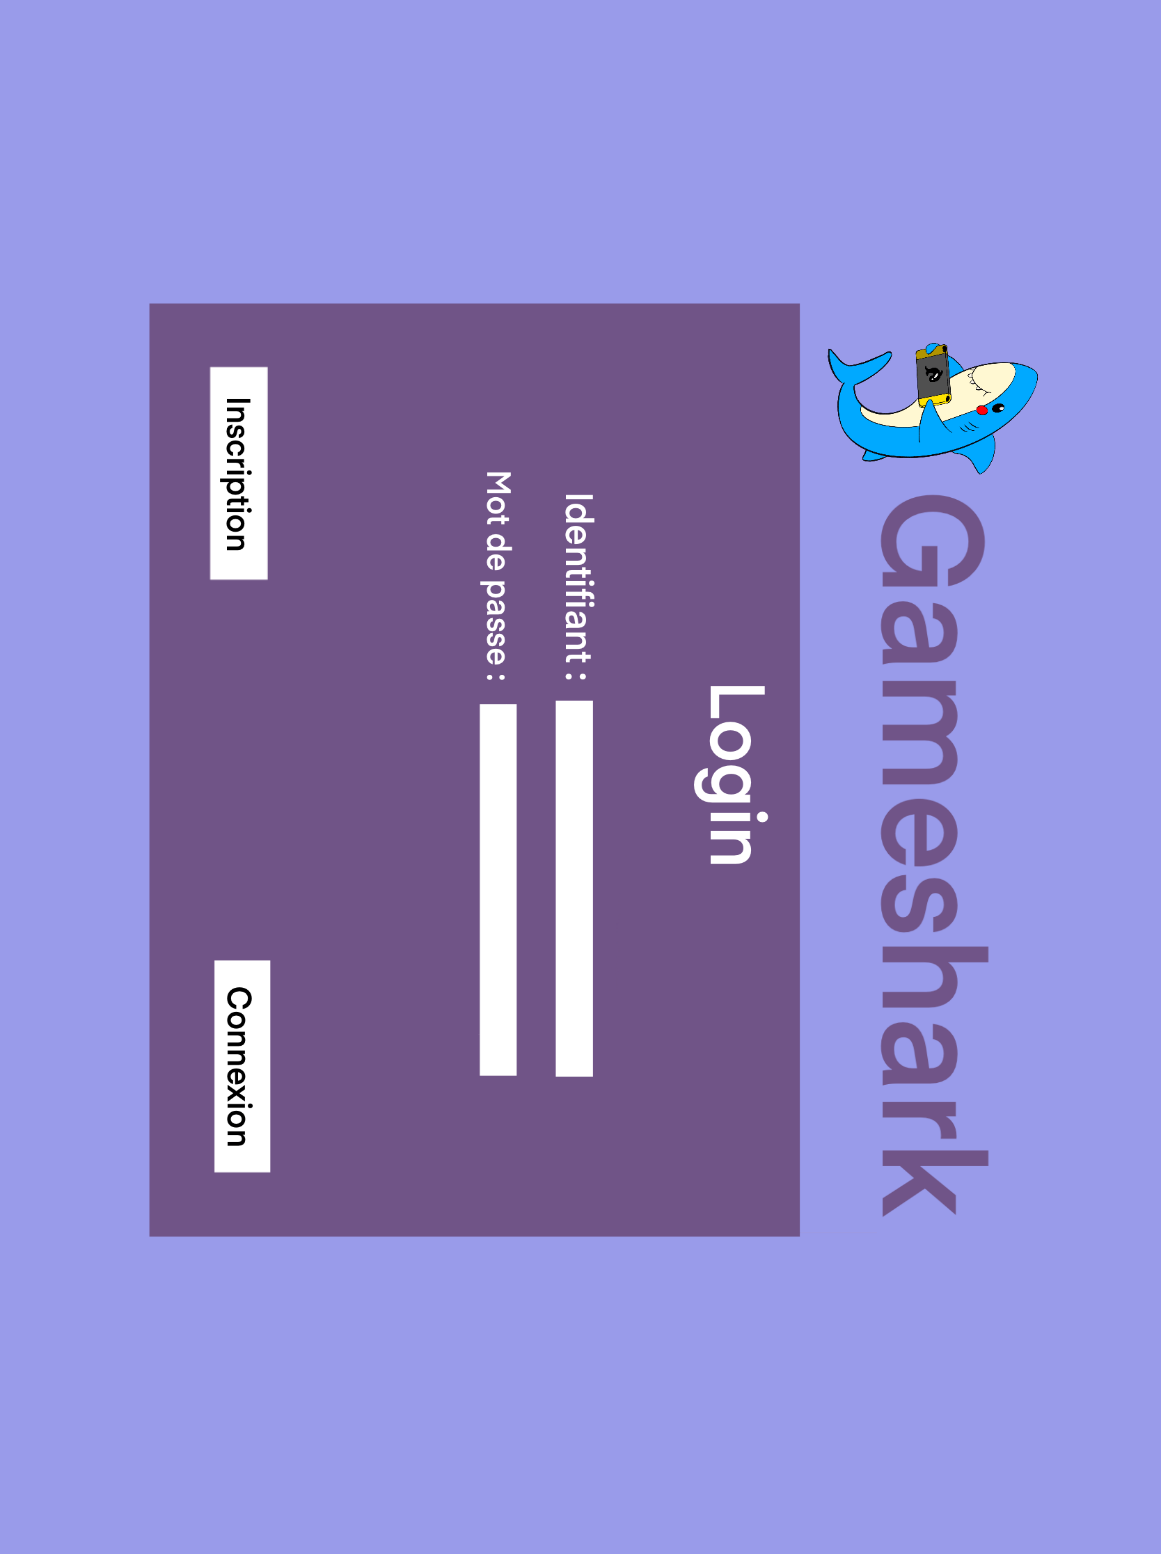 Gameshark
Login
Identifiant :
Mot de passe :
Inscription
Connexion